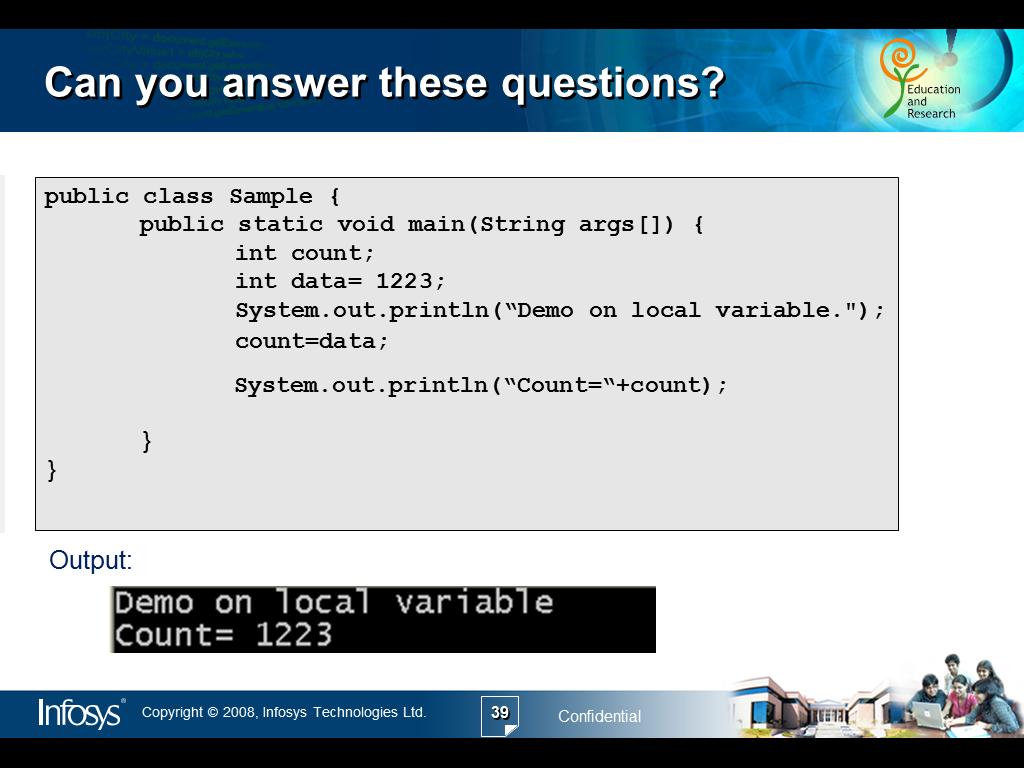 Can you answer these questions?
Education
and
Research
public class Sample {
public static void main(String args[]) {
int count;
int data= 1223;
System.out.println(“Demo on local variable.");
count=data;
System.out.println(“Count=“+count);
}
}
Output:
Demo on local variable
Count= 1223
Infosys®
Copyright © 2008, Infosys Technologies Ltd.
39
Confidential